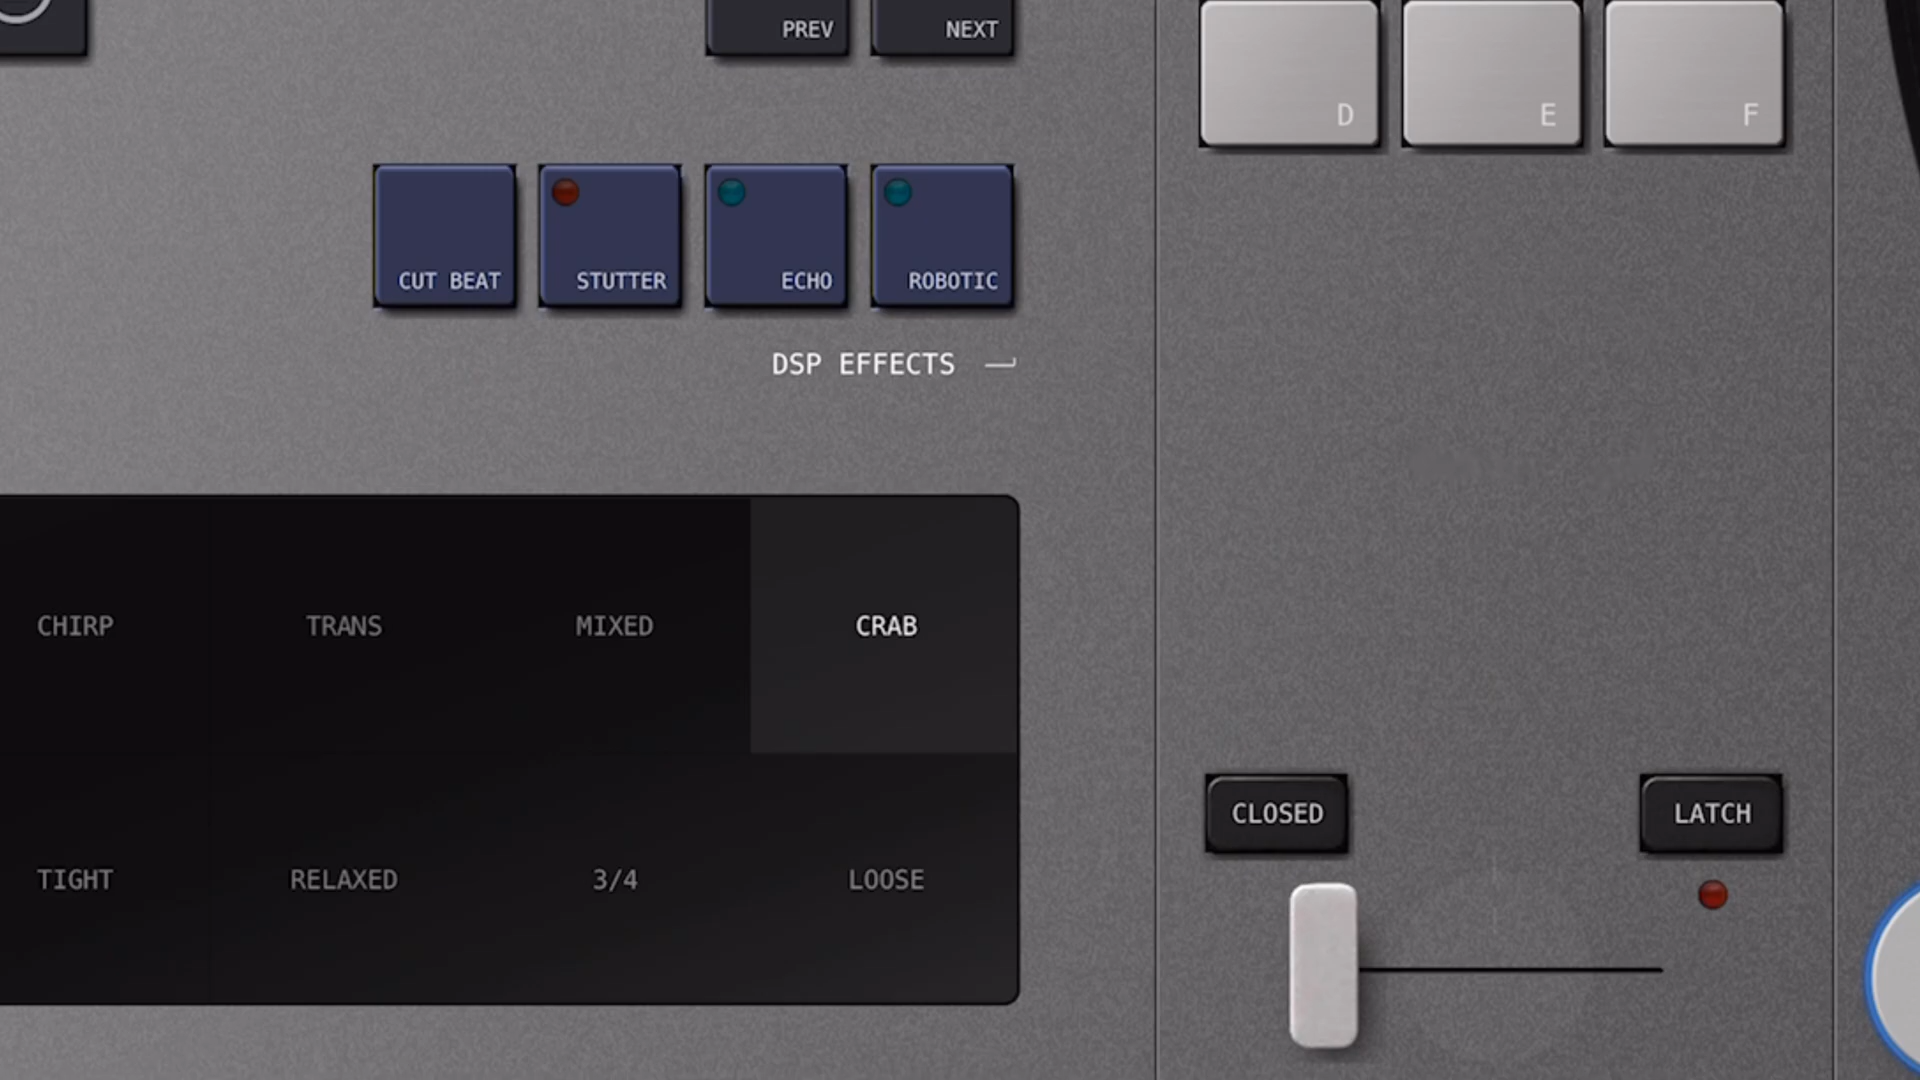 PREV NEXT
D E F
CUT BEAT STUTTER ECHO ROBOTIC
DSP EFFECTS
CHIRP TRANS MIXED CRAB
TIGHT RELAXED 3/4 LOOSE
CLOSED LATCH